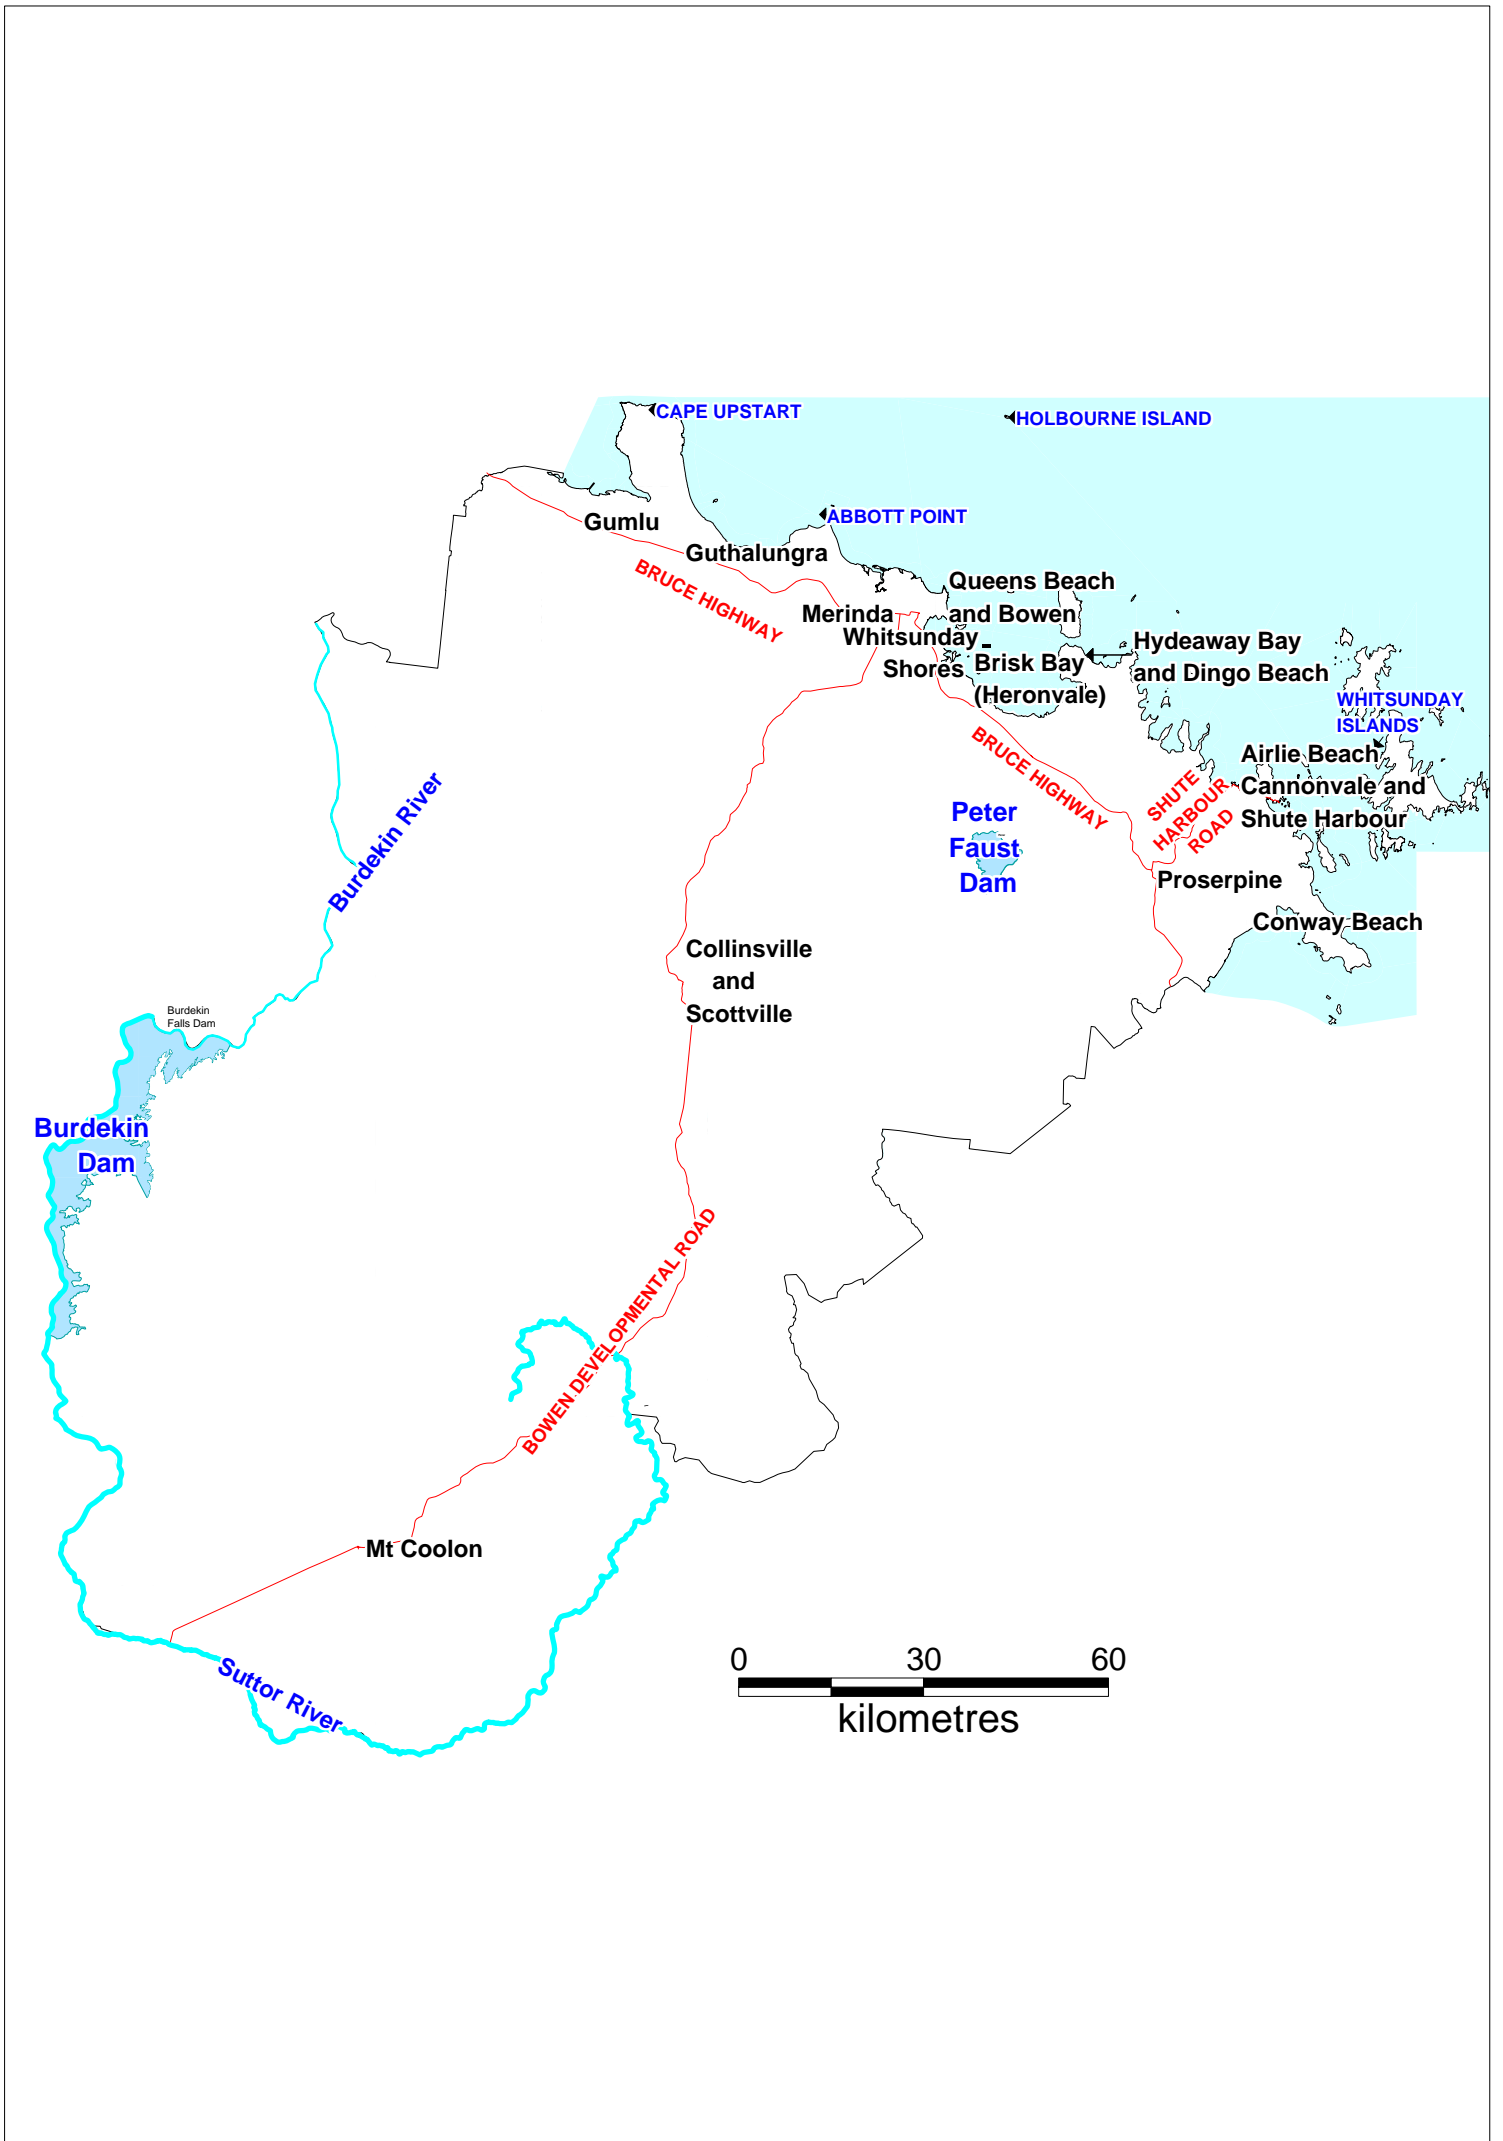 CAPE UPSTART
HOLBOURNE ISLAND
ABBOTT POINT
Gumlu
Guthalungra
BRUCE HIGHWAY
Queens Beach
and Bowen
Merinda
Whitsunday
Shores
Brisk Bay
(Heronvale)
Hydeaway Bay
and Dingo Beach
WHITSUNDAY
ISLANDS
BRUCE HIGHWAY
SHUTE
HARBOUR
ROAD
Airlie Beach
Cannonvale and
Shute Harbour
Peter
Faust
Dam
Burdekin River
Proserpine
Conway Beach
Collinsville
and
Scottville
Burdekin
Falls Dam
Burdekin
Dam
BOWEN DEVELOPMENTAL ROAD
Mt Coolon
Suttor River
0 30 60
kilometres